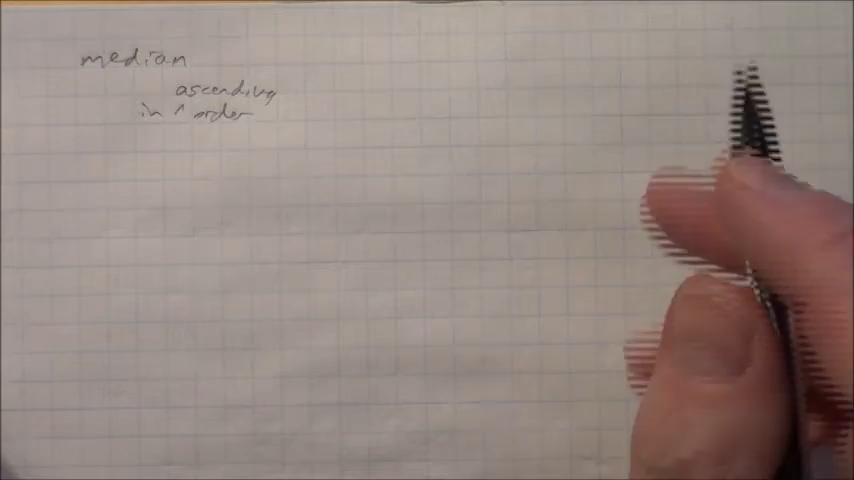 median
ascending
in ^ order